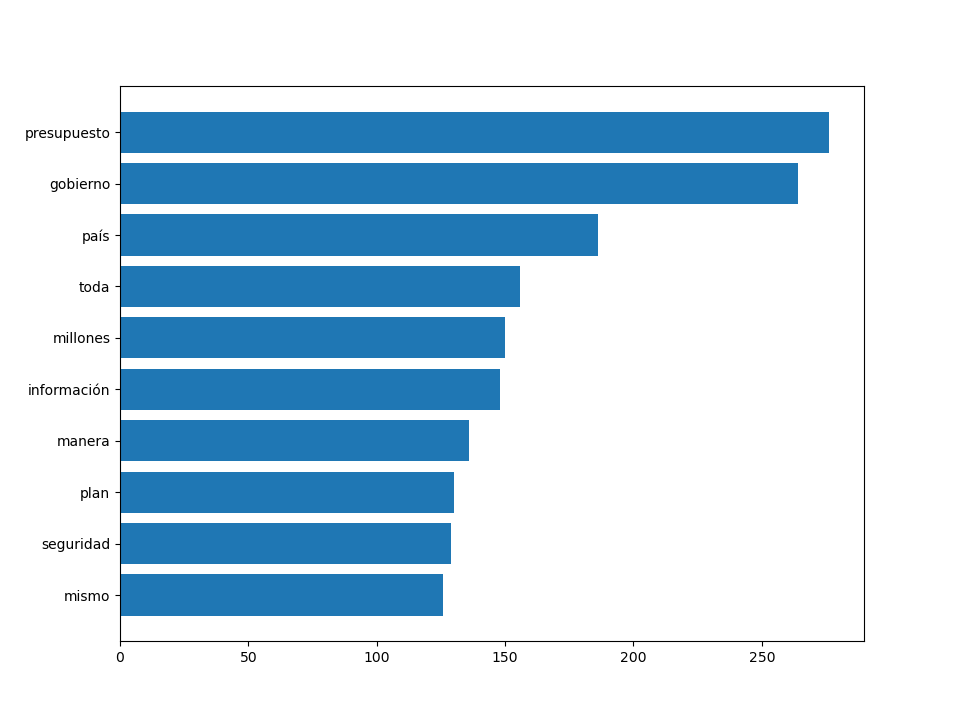 presupuesto
gobierno
país
toda
millones
información
manera
plan
seguridad
mismo
0 50 100 150 200 250